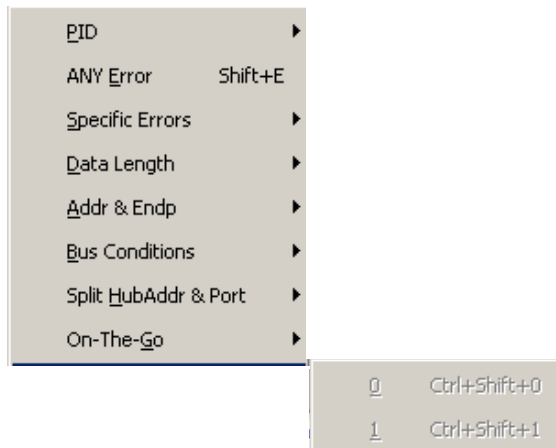 PID
ANY Error Shift+E
Specific Errors
Data Length
Addr & Endp
Bus Conditions
Split HubAddr & Port
On-The-Go
0 Ctrl+Shift+0
1 Ctrl+Shift+1